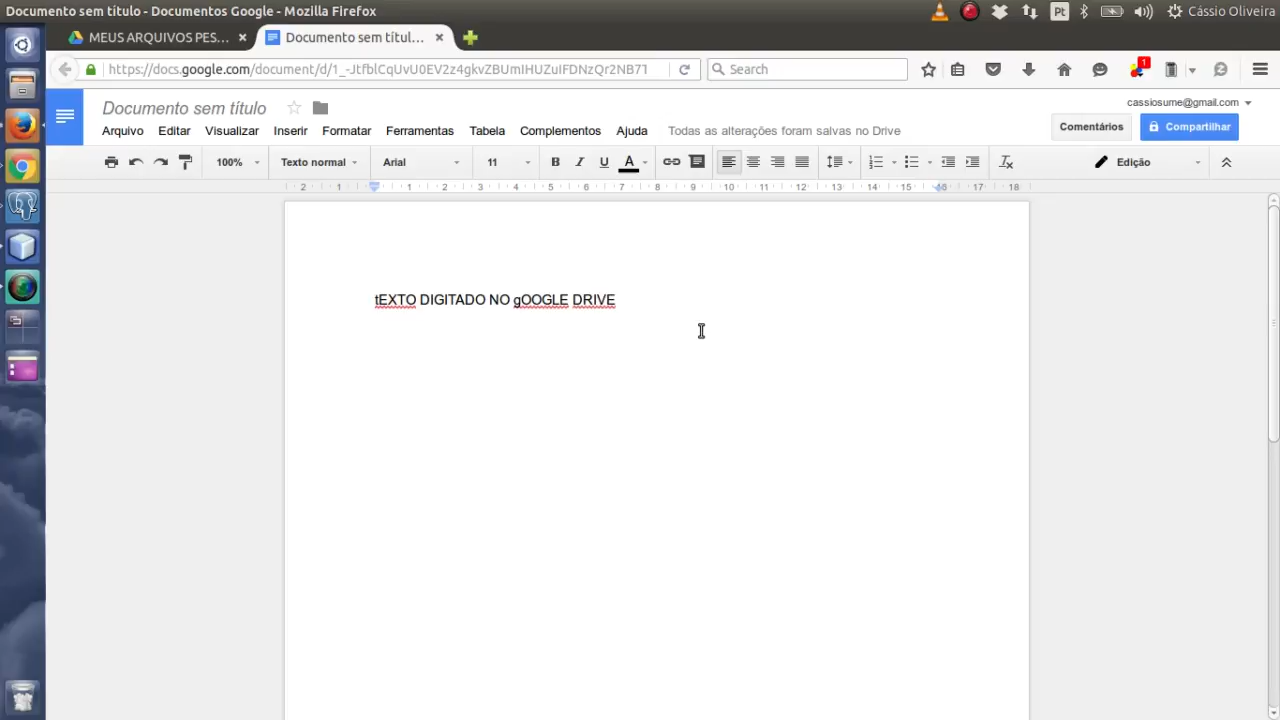 Documento sem título - Documentos Google - Mozilla Firefox
Pt
Cássio Oliveira
MEUS ARQUIVOS PES...
Documento sem títul...
https://docs.google.com/document/d/1_-JtfblCqUvU0EV2z4gkvZBUmIHUZuIFDNzQr2NB71
Search
1
Documento sem título
cassiosume@gmail.com
Arquivo Editar Visualizar Inserir Formatar Ferramentas Tabela Complementos Ajuda Todas as alterações foram salvas no Drive
Comentários
Compartilhar
100% Texto normal Arial 11 B I U A Edição
2 1 1 2 3 4 5 6 7 8 9 10 11 12 13 14 15 16 17 18
tEXTO DIGITADO NO gOOGLE DRIVE